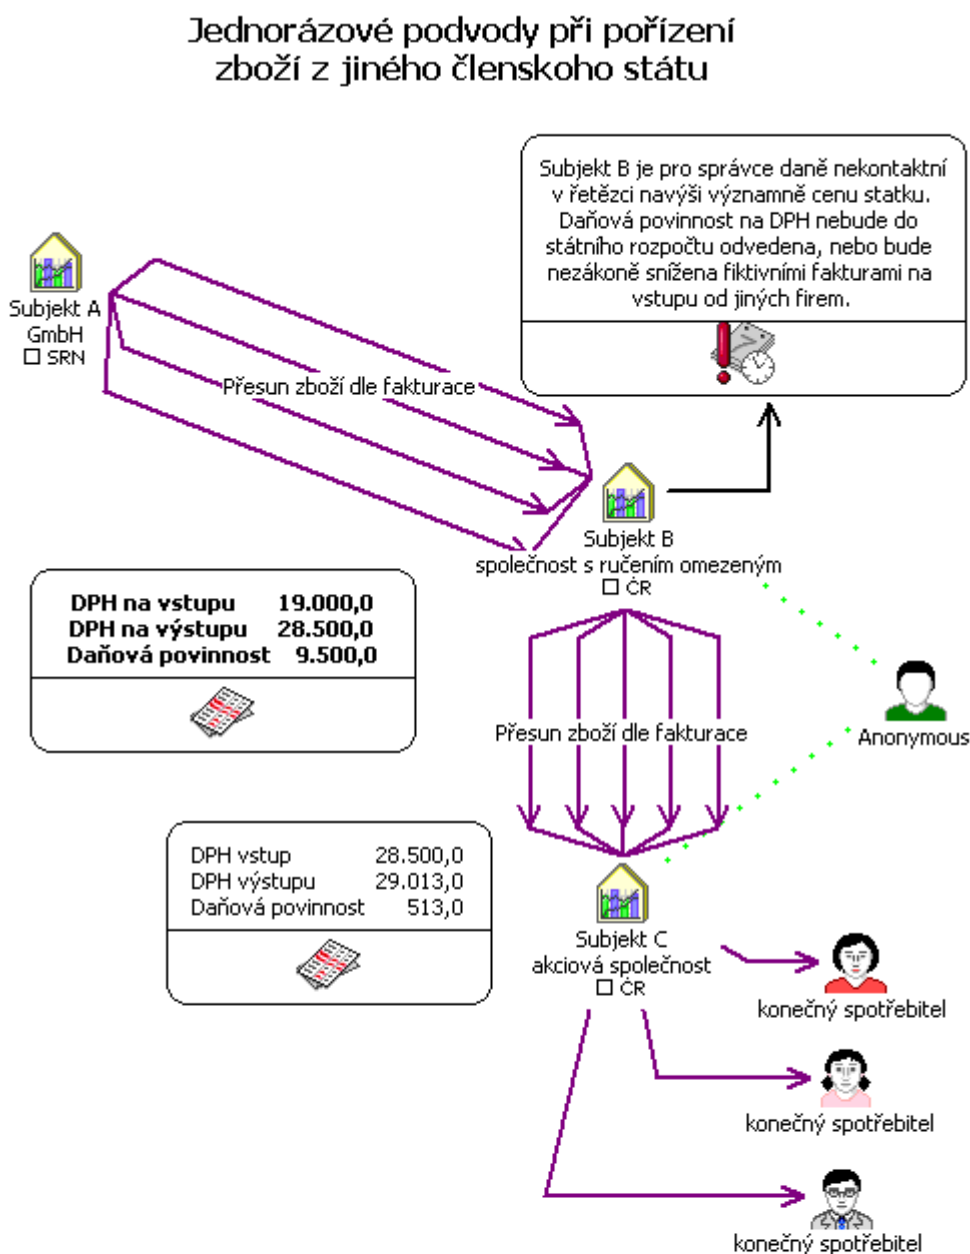 Jednorázové podvody při pořízení
zboží z jiného členskoho státu
Subjekt B je pro správce daně nekontaktní
v řetězci navýši významně cenu statku.
Daňová povinnost na DPH nebude do
státního rozpočtu odvedena, nebo bude
nezákoně snížena fiktivními fakturami na
vstupu od jiných firem.
Subjekt A
GmbH
SRN
Přesun zboží dle fakturace
Subjekt B
společnost s ručením omezeným
ČR
DPH na vstupu 19.000,0
DPH na výstupu 28.500,0
Daňová povinnost 9.500,0
Přesun zboží dle fakturace
Anonymous
DPH vstup 28.500,0
DPH výstupu 29.013,0
Daňová povinnost 513,0
Subjekt C
akciová společnost
ČR
konečný spotřebitel
konečný spotřebitel
konečný spotřebitel